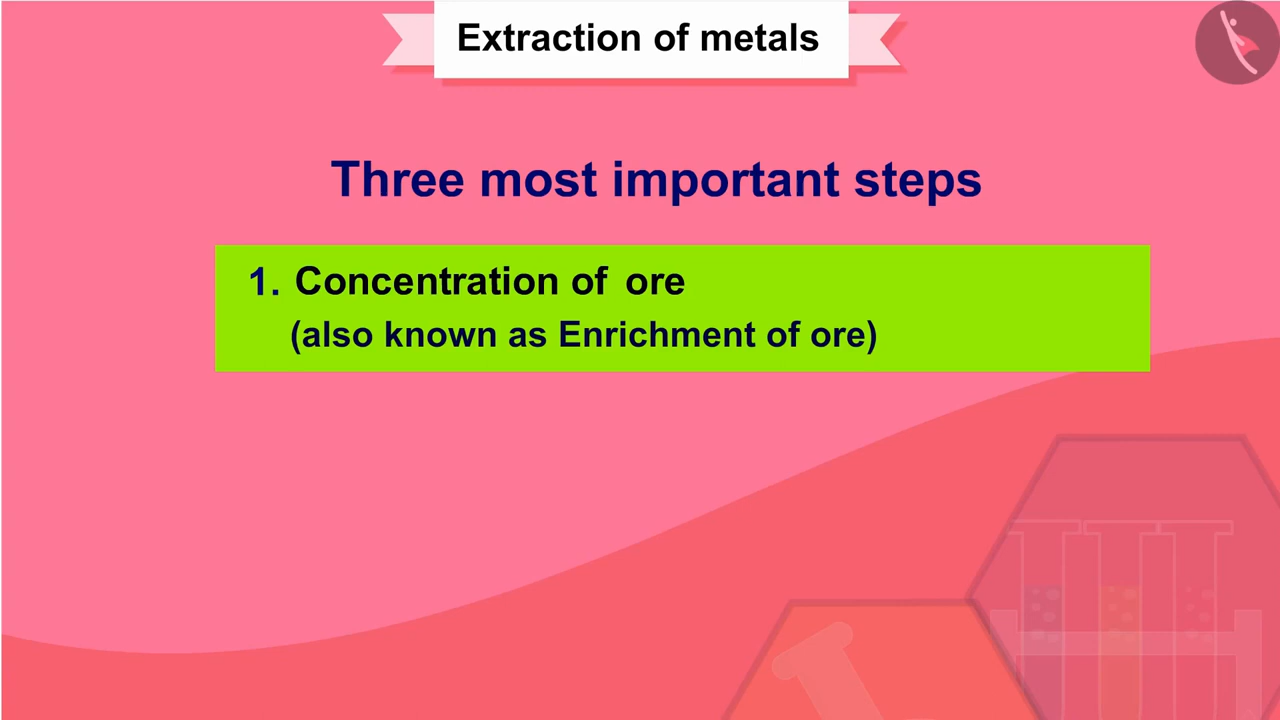 Extraction of metals
Three most important steps
1. Concentration of ore
(also known as Enrichment of ore)